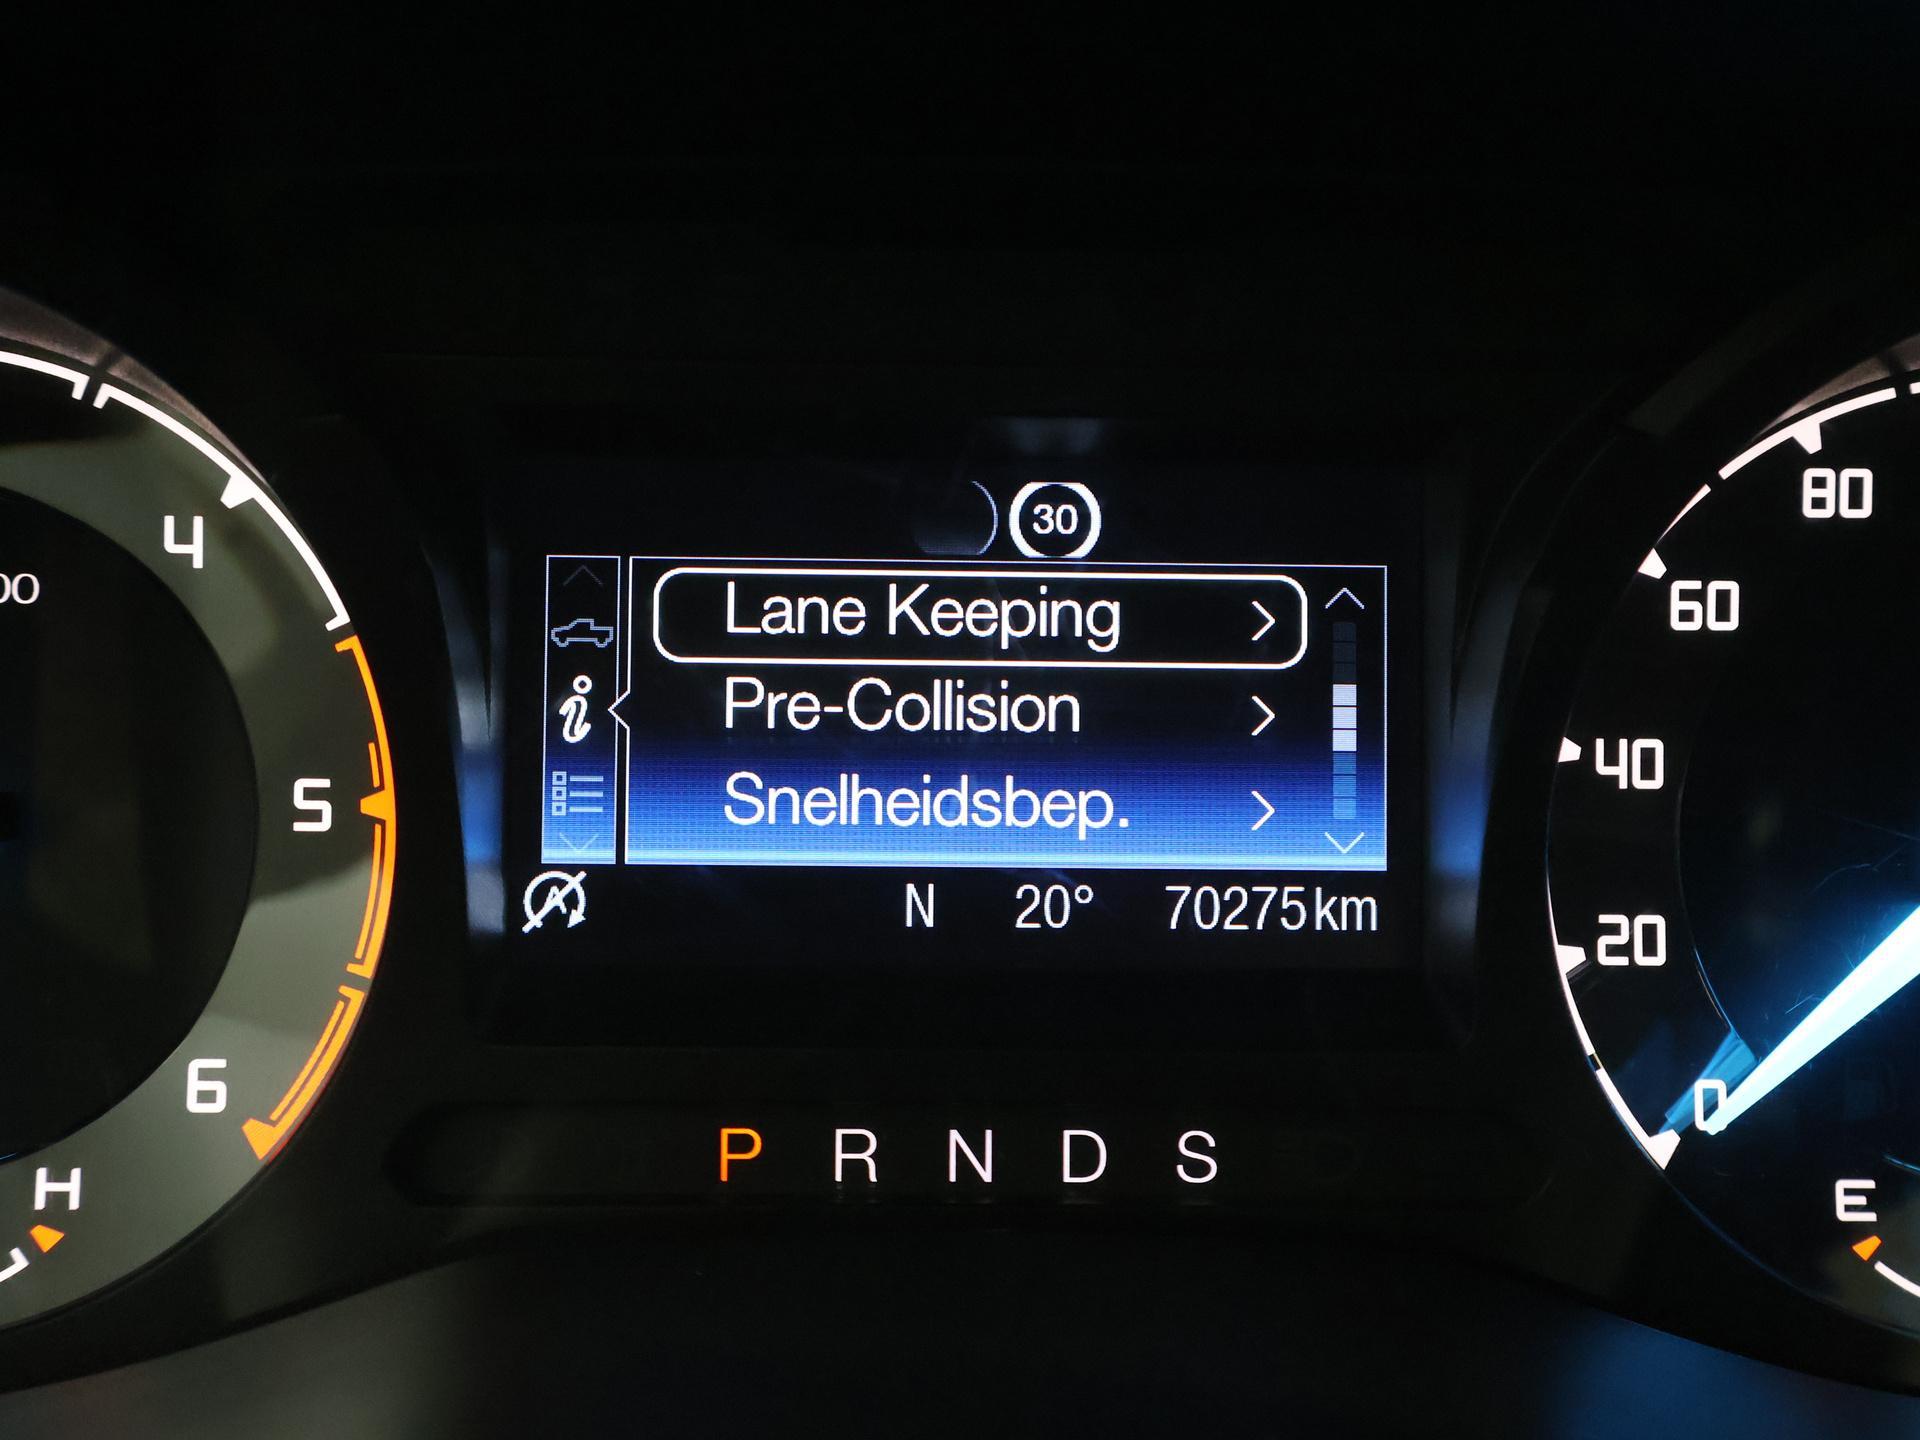 30
Lane Keeping
Pre-Collision
Snelheidsbep.
N 20° 70275 km
P R N D S
4
5
6
H
80
60
40
20
0
E